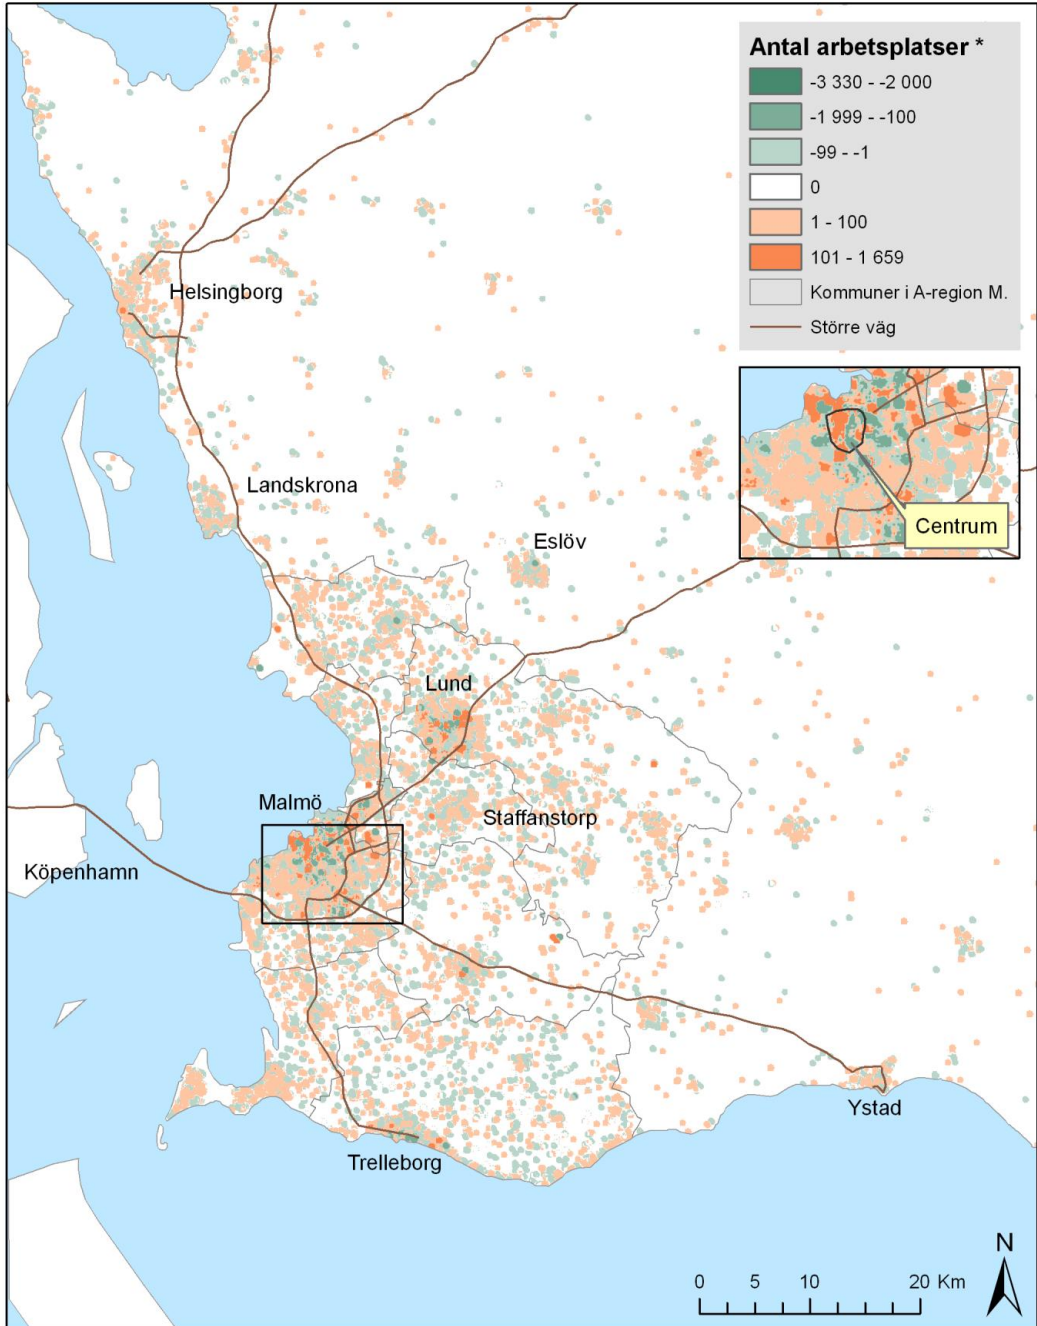 Antal arbetsplatser *
-3 330 - -2 000
-1 999 - -100
-99 - -1
0
1 - 100
101 - 1 659
Kommuner i A-region M.
Större väg
Helsingborg
Centrum
Landskrona
Eslöv
Lund
Malmö
Staffanstorp
Köpenhamn
Ystad
Trelleborg
N
0 5 10 20 Km